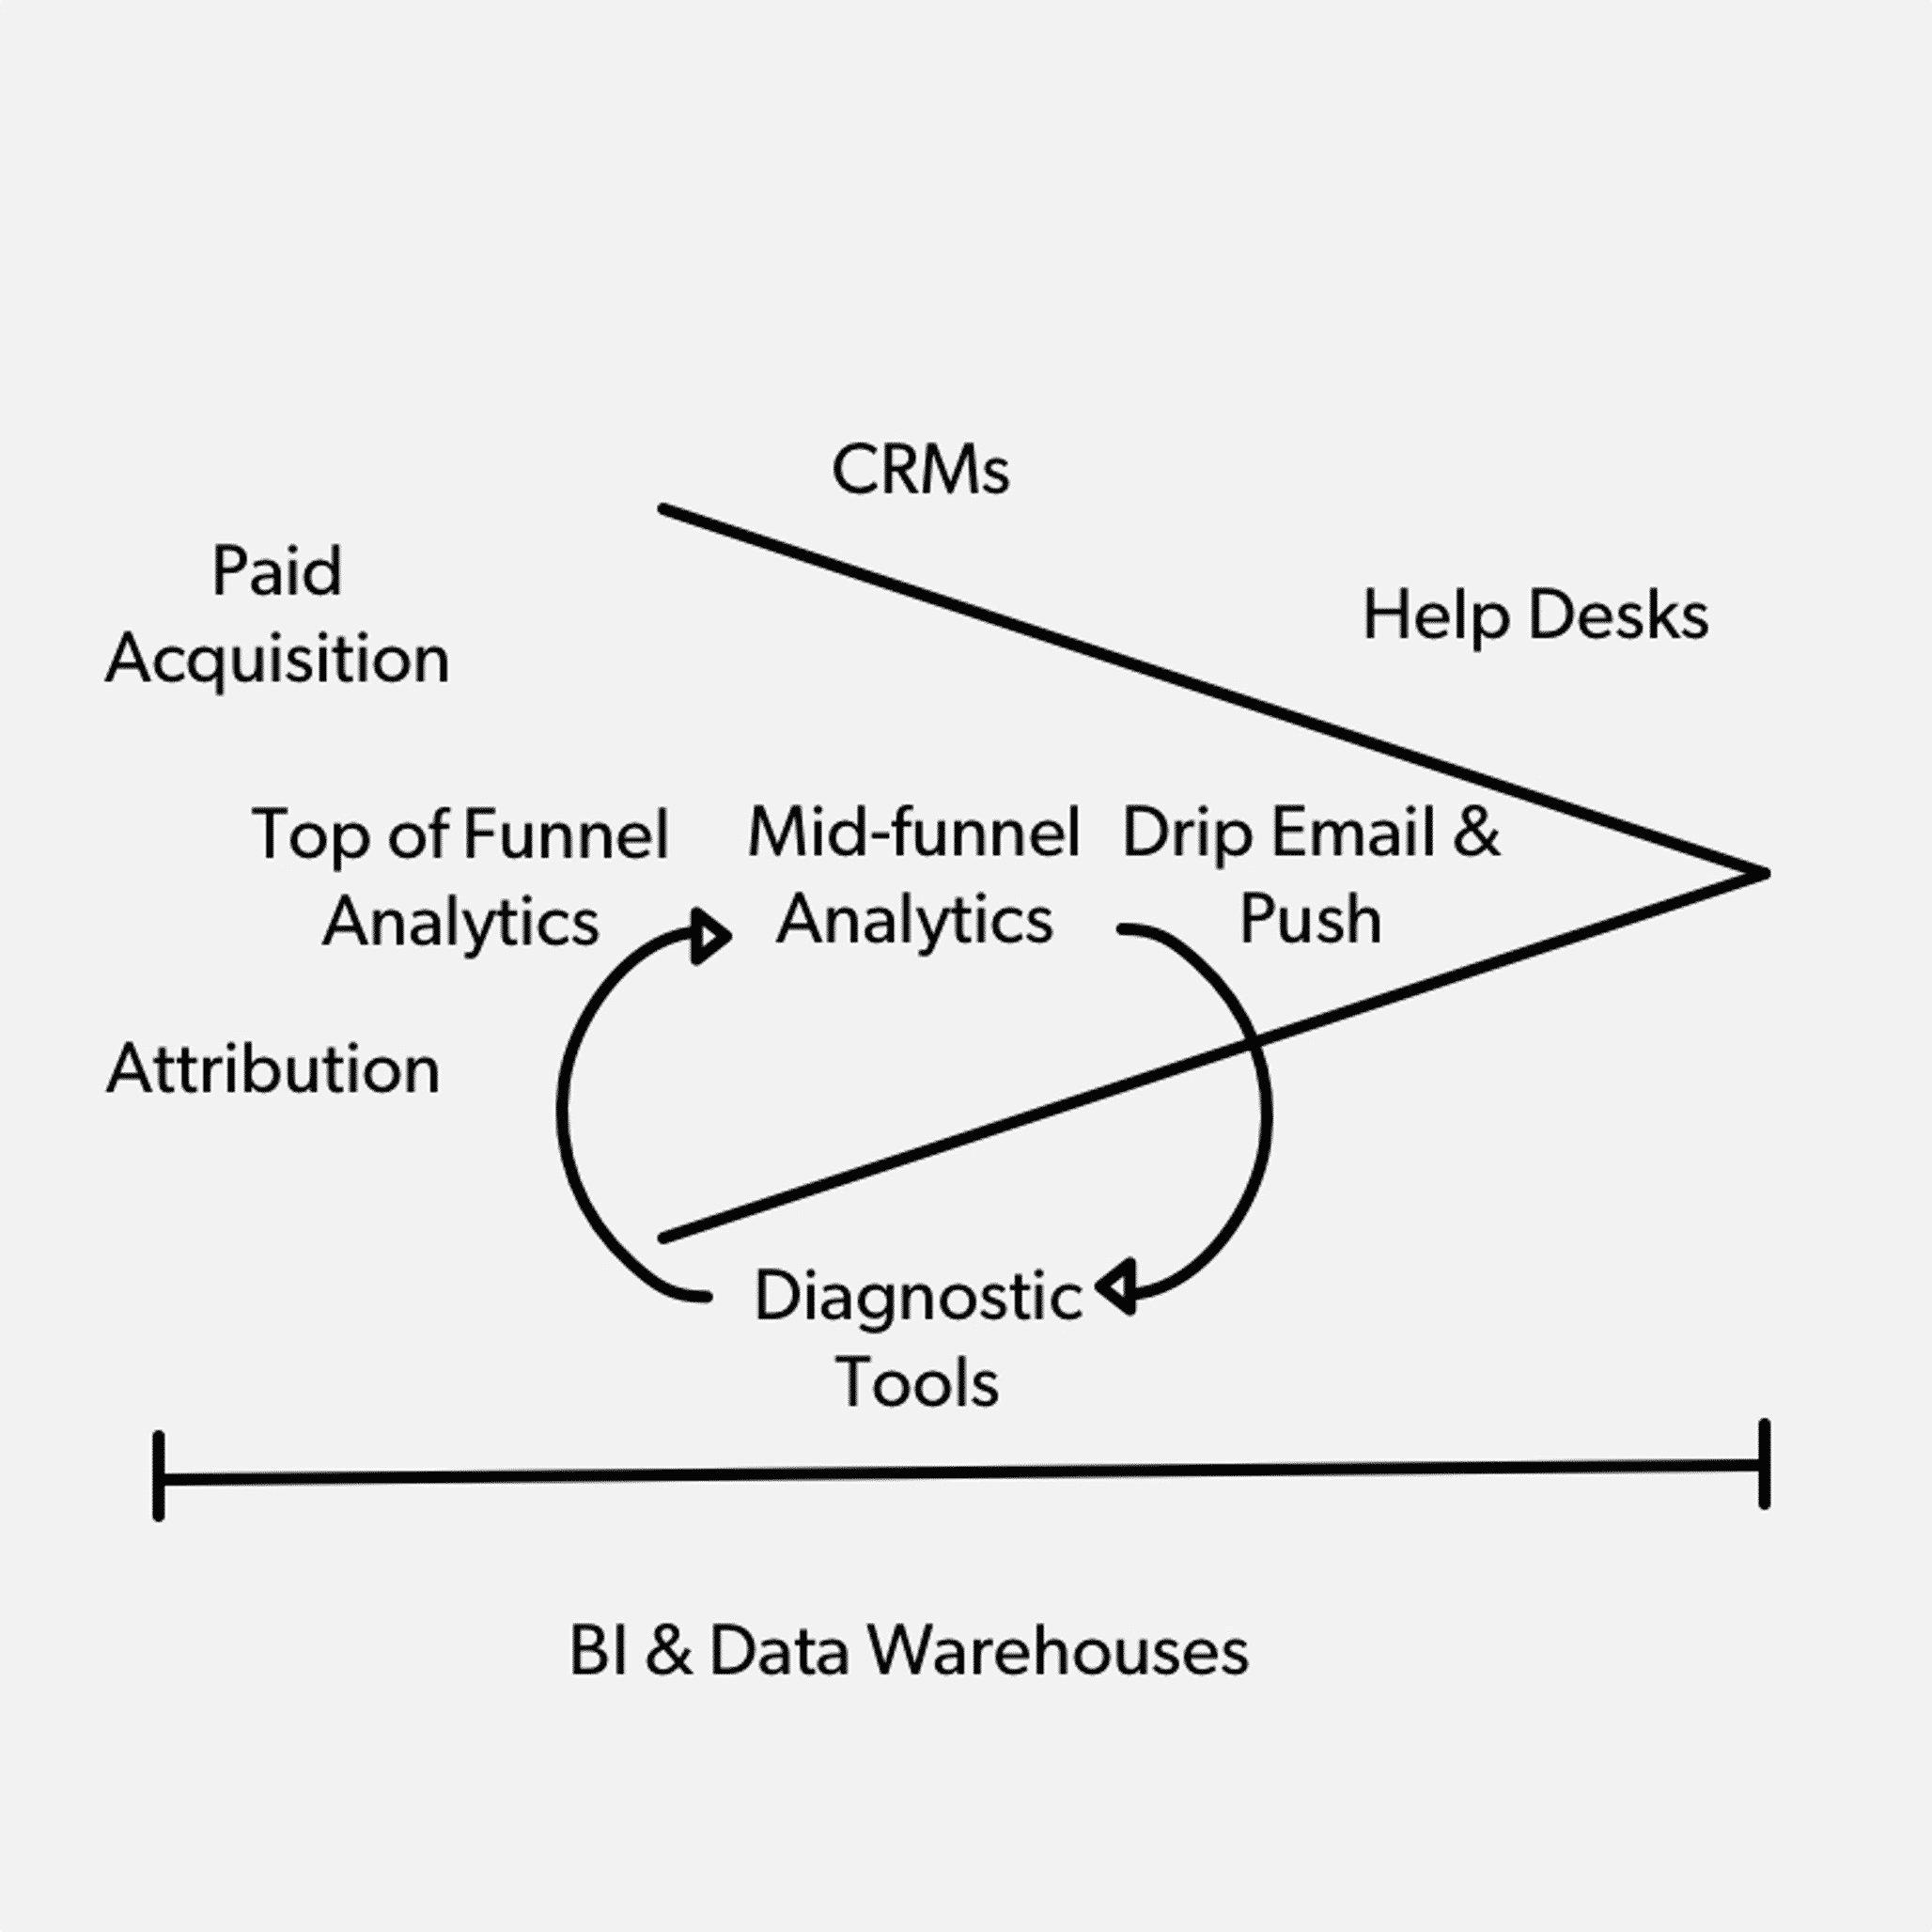 CRMs
Paid
Acquisition
Help Desks
Top of Funnel
Analytics
Mid-funnel
Analytics
Drip Email &
Push
Attribution
Diagnostic
Tools
BI & Data Warehouses